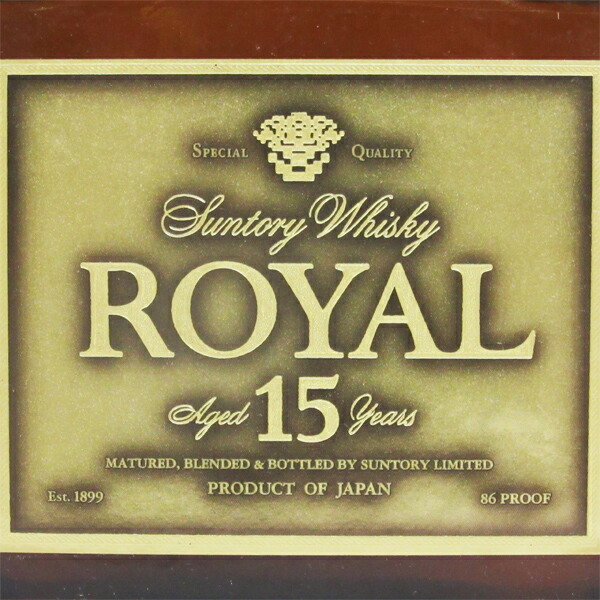 Special Quality
Suntory Whisky
ROYAL
Aged 15 Years
MATURED, BLENDED & BOTTLED BY SUNTORY LIMITED
PRODUCT OF JAPAN
Est. 1899 86 PROOF